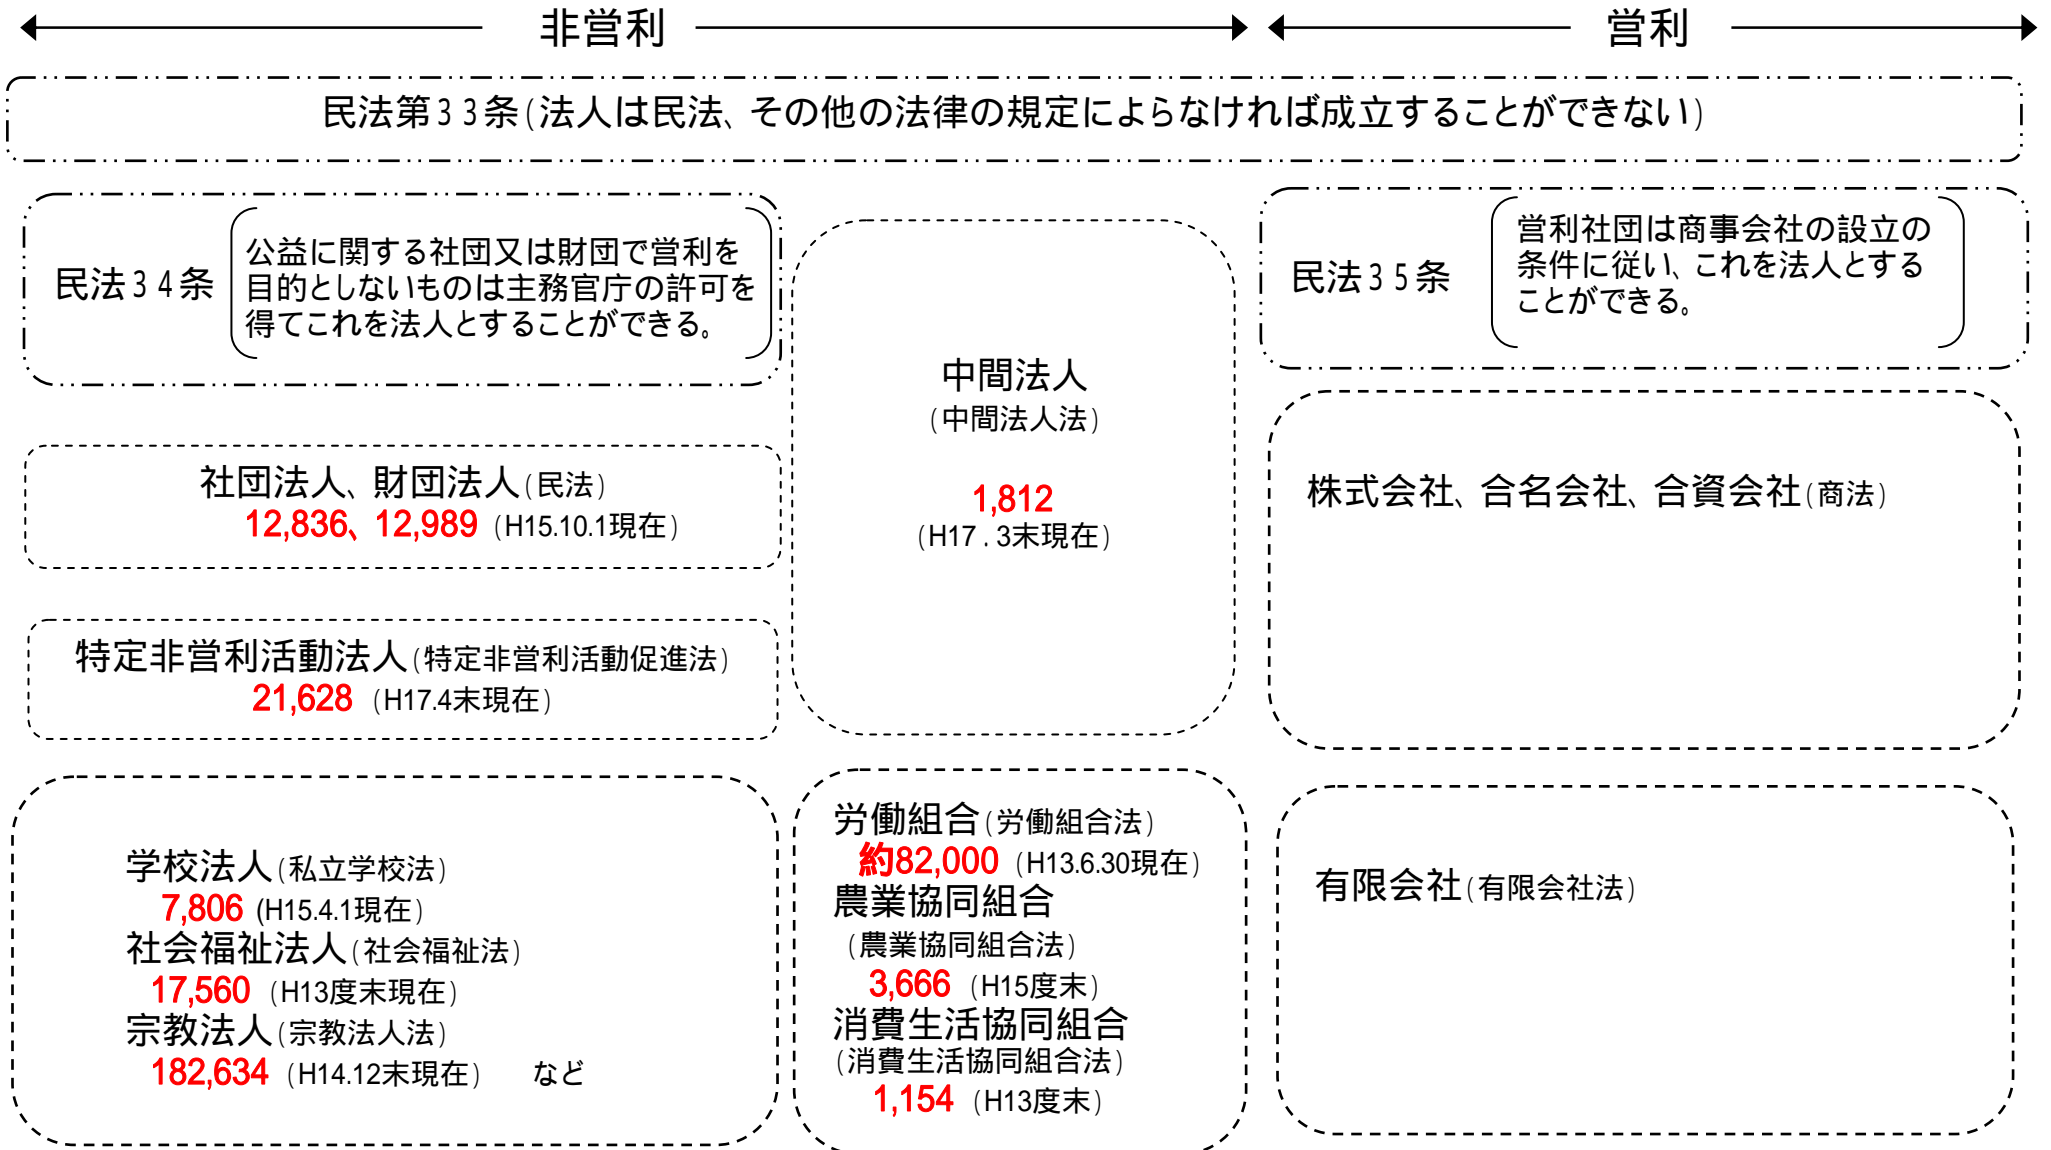 非営利
営利
民法第33条(法人は民法、その他の法律の規定によらなければ成立することができない)
民法34条
公益に関する社団又は財団で営利を
目的としないものは主務官庁の許可を
得てこれを法人とすることができる。
民法35条
営利社団は商事会社の設立の
条件に従い、これを法人とする
ことができる。
社団法人、財団法人(民法)
12,836、12,989 (H15.10.1現在)
特定非営利活動法人(特定非営利活動促進法)
21,628 (H17.4末現在)
学校法人(私立学校法)
7,806 (H15.4.1現在)
社会福祉法人(社会福祉法)
17,560 (H13度末現在)
宗教法人(宗教法人法)
182,634 (H14.12末現在) など
中間法人
(中間法人法)
1,812
(H17.3末現在)
労働組合(労働組合法)
約82,000 (H13.6.30現在)
農業協同組合
(農業協同組合法)
3,666 (H15度末)
消費生活協同組合
(消費生活協同組合法)
1,154 (H13度末)
株式会社、合名会社、合資会社(商法)
有限会社(有限会社法)